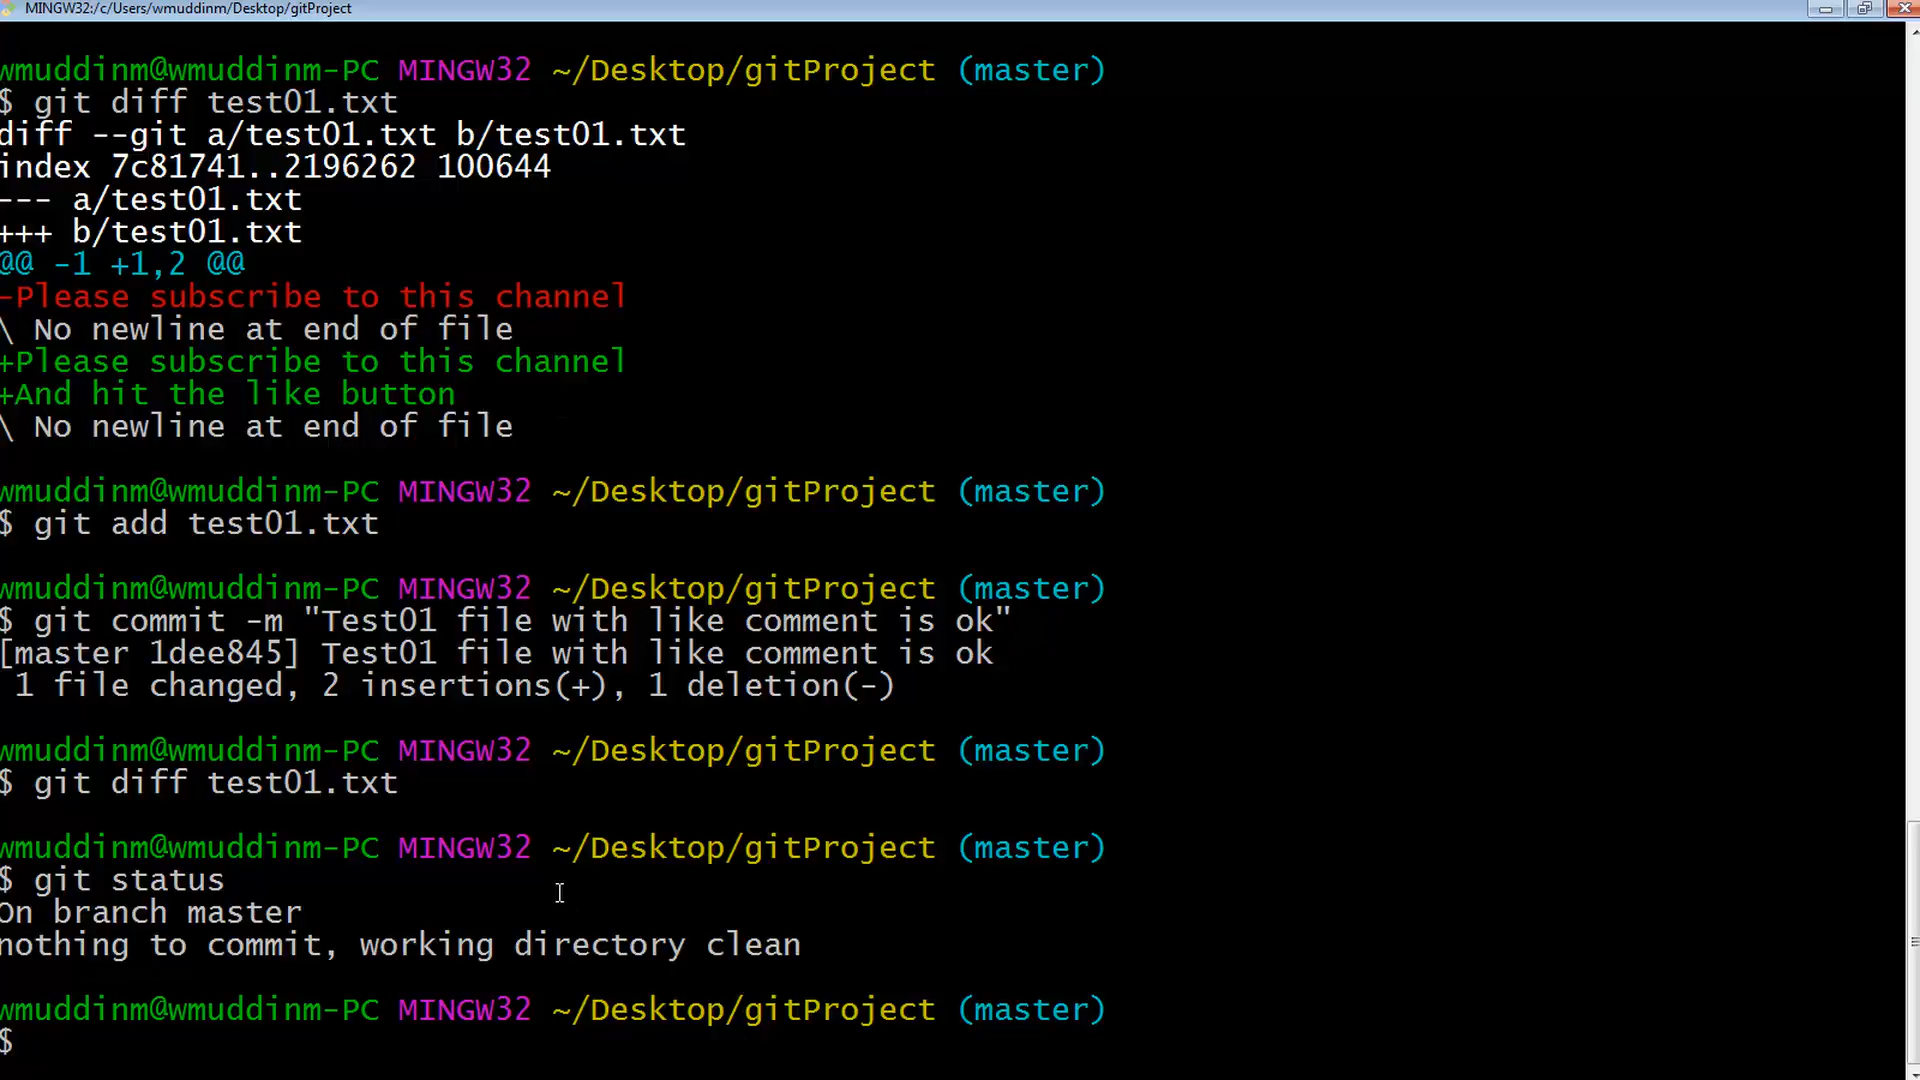 MINGW32:/c/Users/wmuddinm/Desktop/gitProject
wmuddinm@wmuddinm-PC MINGW32 ~/Desktop/gitProject (master)
$ git diff test01.txt
diff --git a/test01.txt b/test01.txt
index 7c81741..2196262 100644
--- a/test01.txt
+++ b/test01.txt
@@ -1 +1,2 @@
-Please subscribe to this channel
\ No newline at end of file
+Please subscribe to this channel
+And hit the like button
\ No newline at end of file
wmuddinm@wmuddinm-PC MINGW32 ~/Desktop/gitProject (master)
$ git add test01.txt
wmuddinm@wmuddinm-PC MINGW32 ~/Desktop/gitProject (master)
$ git commit -m "Test01 file with like comment is ok"
[master 1dee845] Test01 file with like comment is ok
 1 file changed, 2 insertions(+), 1 deletion(-)
wmuddinm@wmuddinm-PC MINGW32 ~/Desktop/gitProject (master)
$ git diff test01.txt
wmuddinm@wmuddinm-PC MINGW32 ~/Desktop/gitProject (master)
$ git status
On branch master
nothing to commit, working directory clean
wmuddinm@wmuddinm-PC MINGW32 ~/Desktop/gitProject (master)
$